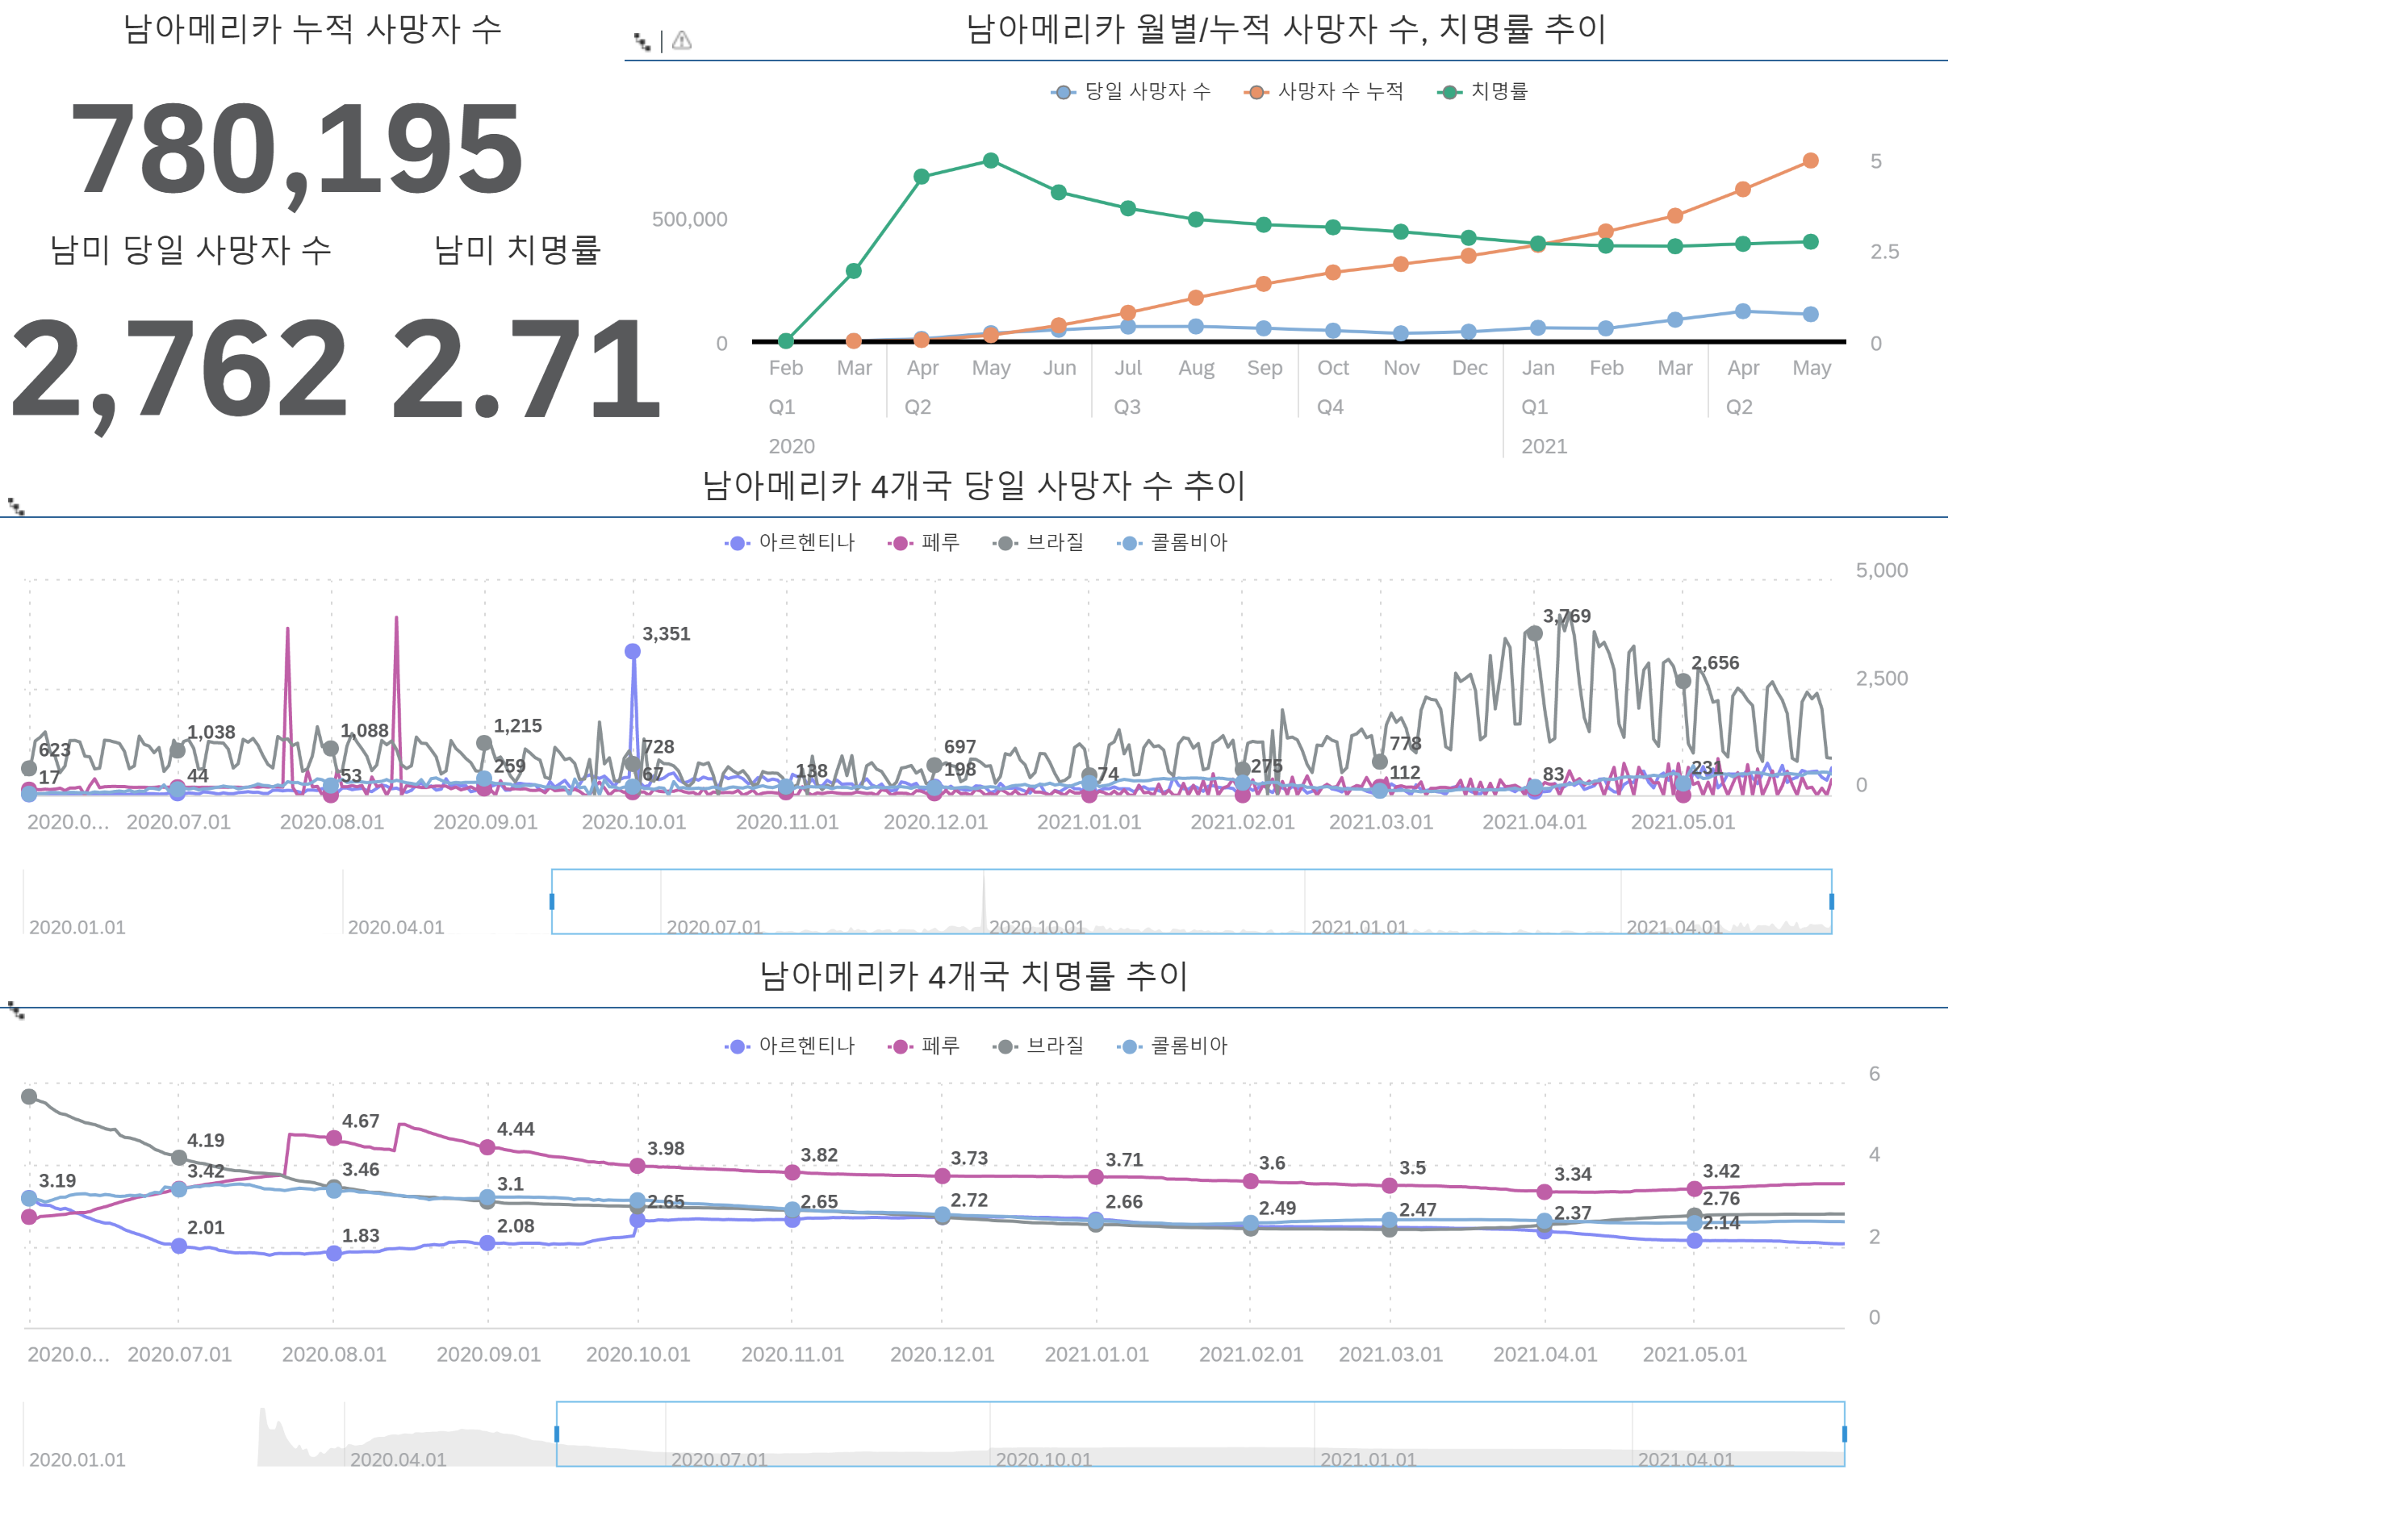 남아메리카 누적 사망자 수
780,195
남미 당일 사망자 수
남미 치명률
2,762
2.71
남아메리카 월별/누적 사망자 수, 치명률 추이
당일 사망자 수 사망자 수 누적 치명률
500,000
0
5
2.5
0
Feb Mar Apr May Jun Jul Aug Sep Oct Nov Dec Jan Feb Mar Apr May
Q1 Q2 Q3 Q4 Q1 Q2
2020 2021
남아메리카 4개국 당일 사망자 수 추이
아르헨티나 페루 브라질 콜롬비아
5,000
2,500
0
3,769
3,351
2,656
1,038 1,088 1,215 728 697 778
623
17 44 53 259 67 138 198 74 275 112 83 231
2020.0... 2020.07.01 2020.08.01 2020.09.01 2020.10.01 2020.11.01 2020.12.01 2021.01.01 2021.02.01 2021.03.01 2021.04.01 2021.05.01
2020.01.01 2020.04.01 2020.07.01 2020.10.01 2021.01.01 2021.04.01
남아메리카 4개국 치명률 추이
아르헨티나 페루 브라질 콜롬비아
6
4
2
0
4.19 4.67 4.44 3.98 3.82 3.73 3.71 3.6 3.5 3.34 3.42
3.19 3.42 3.46 3.1 2.65 2.65 2.72 2.66 2.49 2.47 2.37 2.76
2.01 1.83 2.08 2.14
2020.0... 2020.07.01 2020.08.01 2020.09.01 2020.10.01 2020.11.01 2020.12.01 2021.01.01 2021.02.01 2021.03.01 2021.04.01 2021.05.01
2020.01.01 2020.04.01 2020.07.01 2020.10.01 2021.01.01 2021.04.01